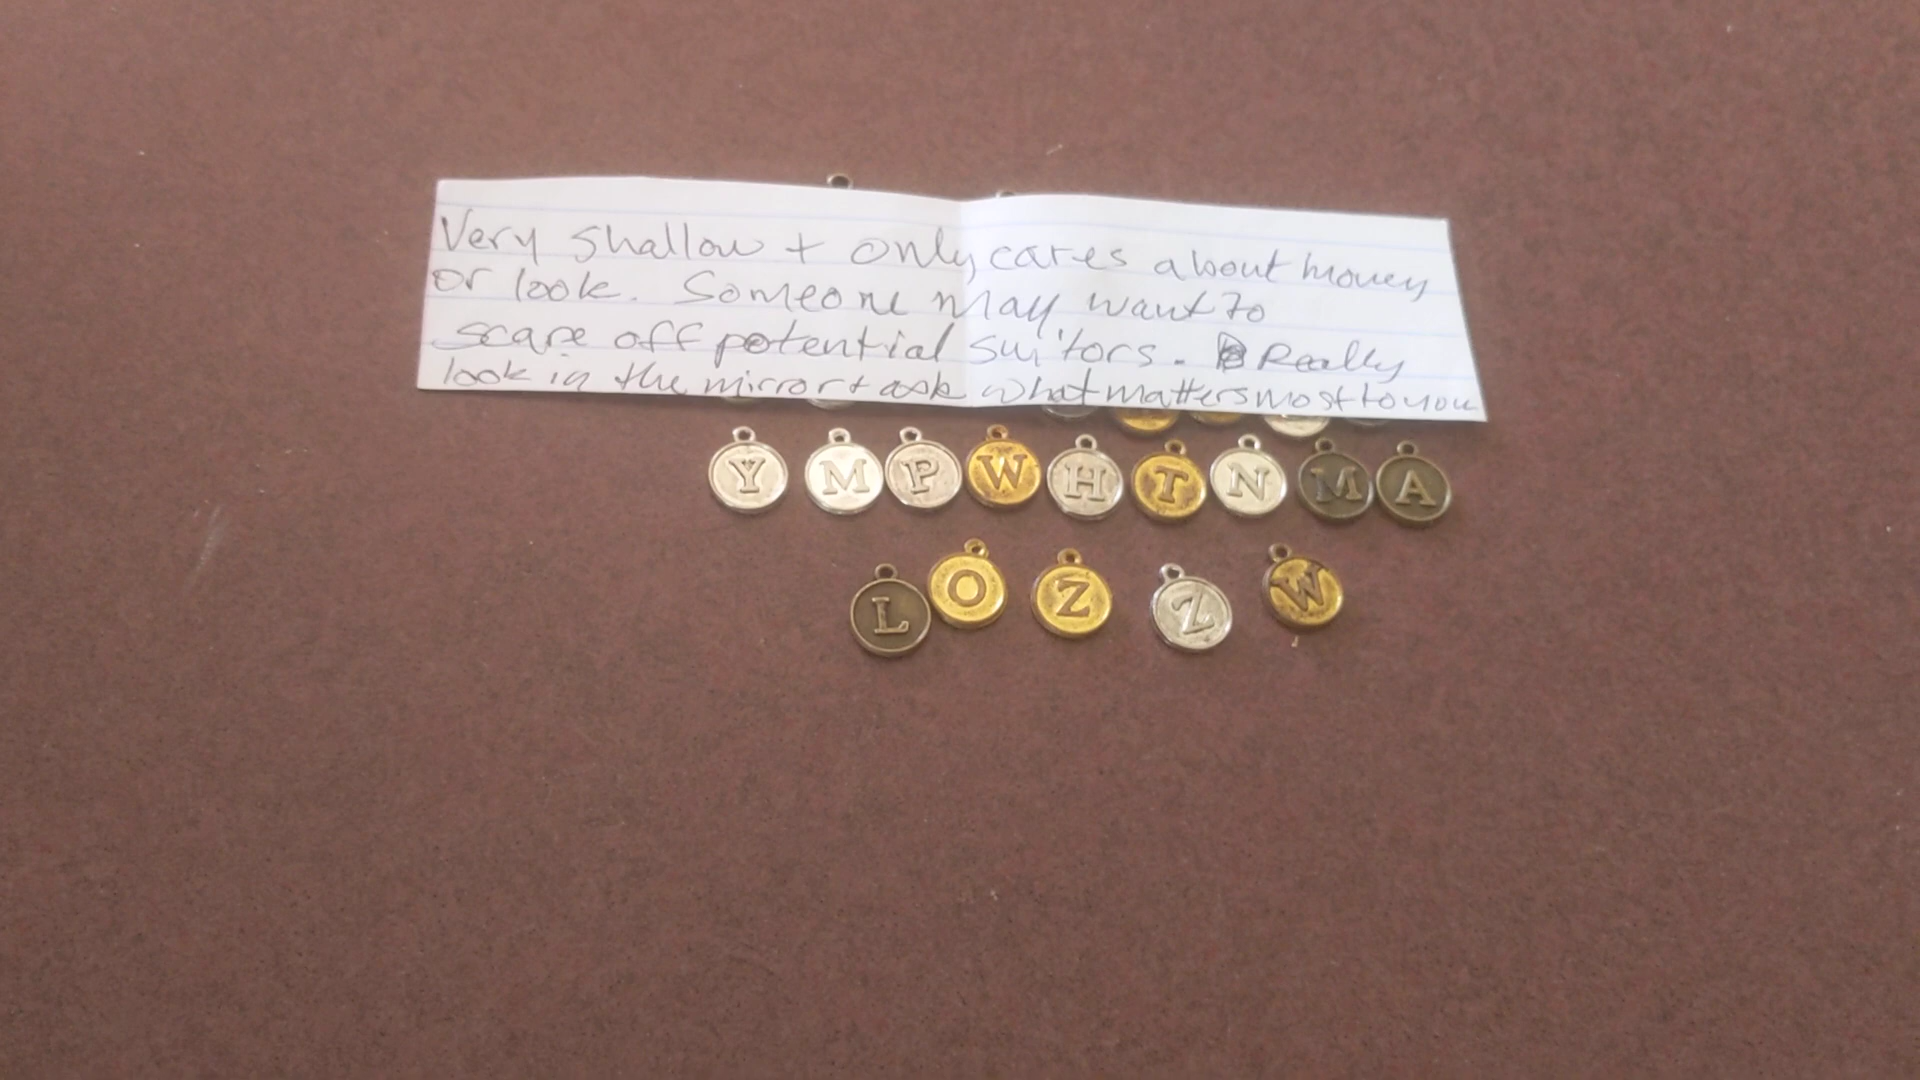 Very shallow + only cares about money
or look. Someone may want to
scare off potential suitors. Really
look in the mirror + ask what matters most to you
Y M P W H T N M A
L O Z Z W